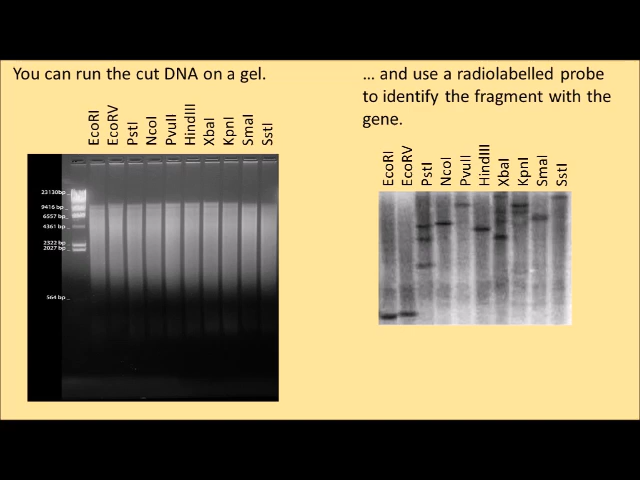 You can run the cut DNA on a gel.
EcoRI
EcoRV
PstI
NcoI
PvuII
HindIII
XbaI
KpnI
SmaI
SstI
23130bp
9416 bp
6557 bp
4361 bp
2322 bp
2027 bp
564 bp
… and use a radiolabelled probe
to identify the fragment with the
gene.
EcoRI
EcoRV
PstI
NcoI
PvuII
HindIII
XbaI
KpnI
SmaI
SstI